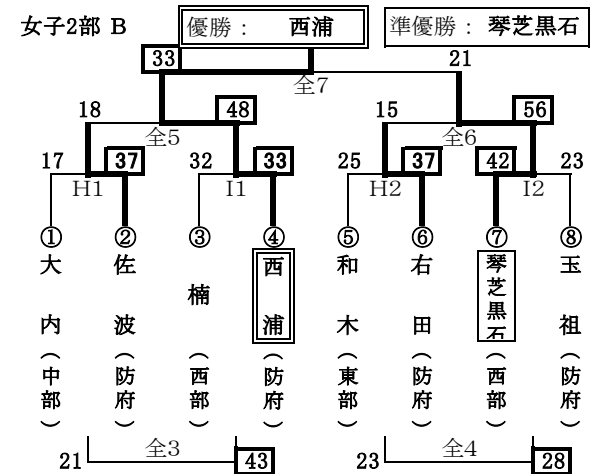 女子2部 B
優勝： 西浦
準優勝： 琴芝黒石
33 21
全7
18 48 15 56
全5 全6
17 37 32 33 25 37 42 23
H1 I1 H2 I2
① ② ③ ④ ⑤ ⑥ ⑦ ⑧
大内（中部）
佐波（防府）
楠（西部）
西浦（防府）
和木（東部）
右田（防府）
琴芝黒石（西部）
玉祖（防府）
21 全3 43 23 全4 28